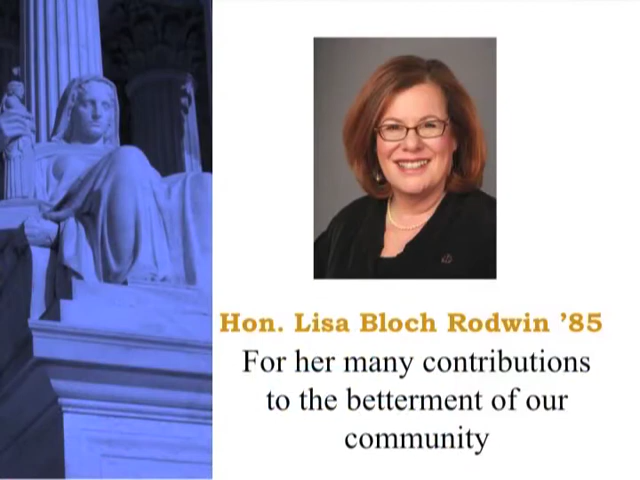 Hon. Lisa Bloch Rodwin ’85
For her many contributions
to the betterment of our
community